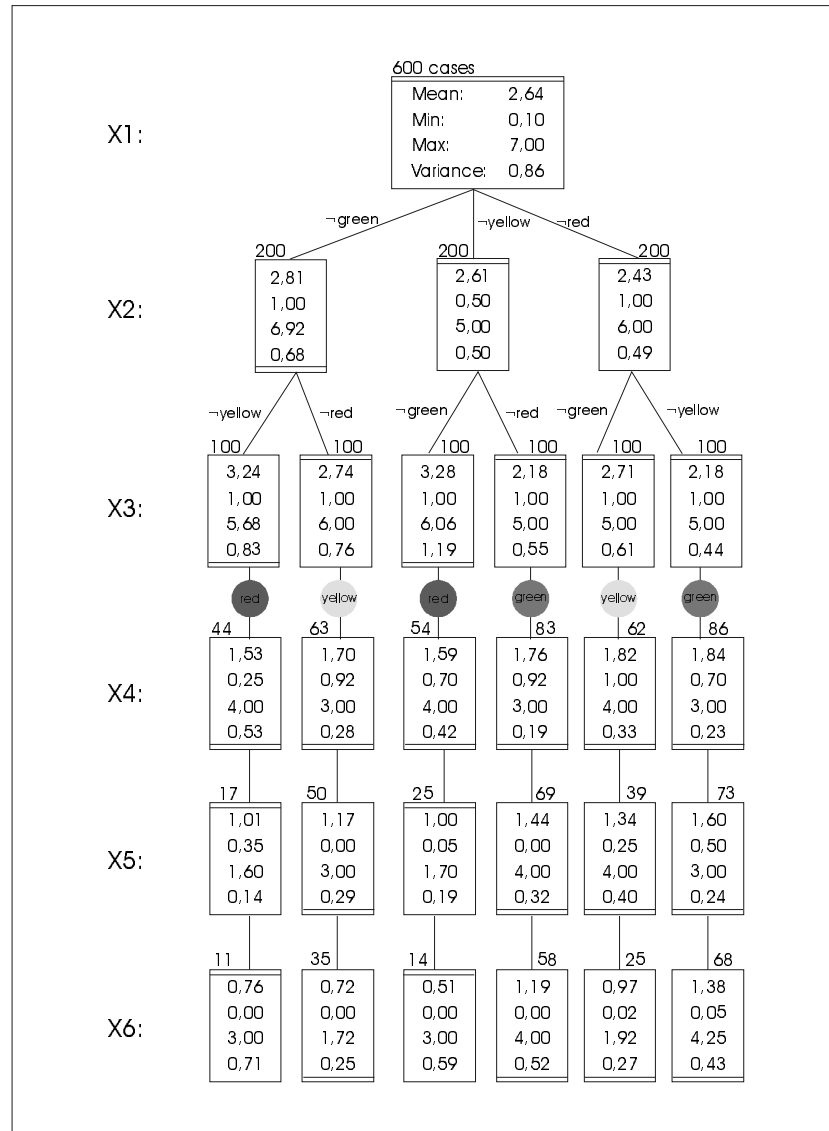 600 cases
X1:
Mean: 2,64
Min: 0,10
Max: 7,00
Variance: 0,86
¬green ¬yellow ¬red
200 200 200
X2:
2,81 2,61 2,43
1,00 0,50 1,00
6,92 5,00 6,00
0,68 0,50 0,49
¬yellow ¬red ¬green ¬red ¬green ¬yellow
100 100 100 100 100 100
X3:
3,24 2,74 3,28 2,18 2,71 2,18
1,00 1,00 1,00 1,00 1,00 1,00
5,68 6,00 6,06 5,00 5,00 5,00
0,83 0,76 1,19 0,55 0,61 0,44
red yellow red green yellow green
44 63 54 83 62 86
X4:
1,53 1,70 1,59 1,76 1,82 1,84
0,25 0,92 0,70 0,92 1,00 0,70
4,00 3,00 4,00 3,00 4,00 3,00
0,53 0,28 0,42 0,19 0,33 0,23
17 50 25 69 39 73
X5:
1,01 1,17 1,00 1,44 1,34 1,60
0,35 0,00 0,05 0,00 0,25 0,50
1,60 3,00 1,70 4,00 4,00 3,00
0,14 0,29 0,19 0,32 0,40 0,24
11 35 14 58 25 68
X6:
0,76 0,72 0,51 1,19 0,97 1,38
0,00 0,00 0,00 0,00 0,02 0,05
3,00 1,72 3,00 4,00 1,92 4,25
0,71 0,25 0,59 0,52 0,27 0,43